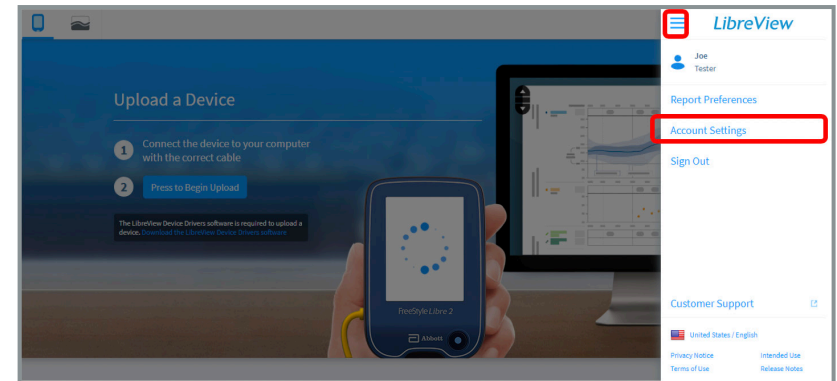 LibreView
Joe
Tester
Upload a Device
Report Preferences
Account Settings
1 Connect the device to your computer
with the correct cable
Sign Out
2 Press to Begin Upload
The LibreView Device Drivers software is required to upload a
device. Download the LibreView Device Drivers software
FreeStyle Libre 2
Abbott
Customer Support
United States / English
Privacy Notice Intended Use
Terms of Use Release Notes